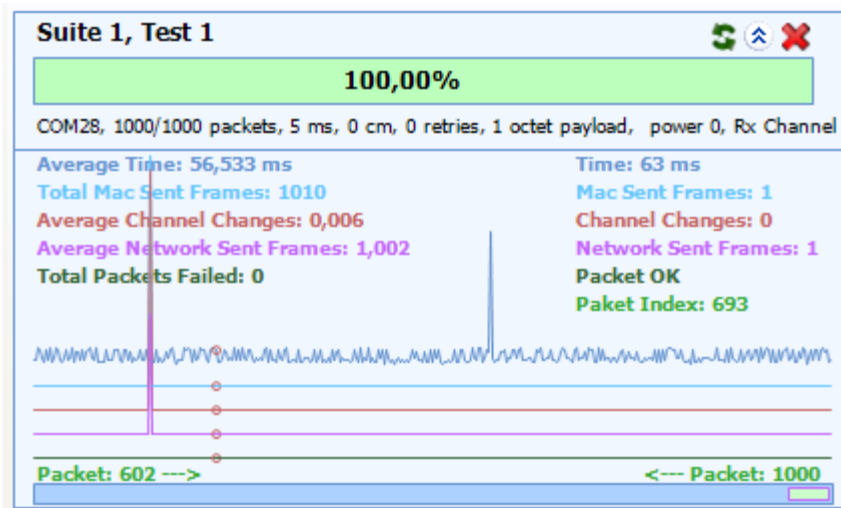 Suite 1, Test 1
100,00%
COM28, 1000/1000 packets, 5 ms, 0 cm, 0 retries, 1 octet payload, power 0, Rx Channel
Average Time: 56,533 ms
Total Mac Sent Frames: 1010
Average Channel Changes: 0,006
Average Network Sent Frames: 1,002
Total Packets Failed: 0
Time: 63 ms
Mac Sent Frames: 1
Channel Changes: 0
Network Sent Frames: 1
Packet OK
Paket Index: 693
Packet: 602 --->
<--- Packet: 1000